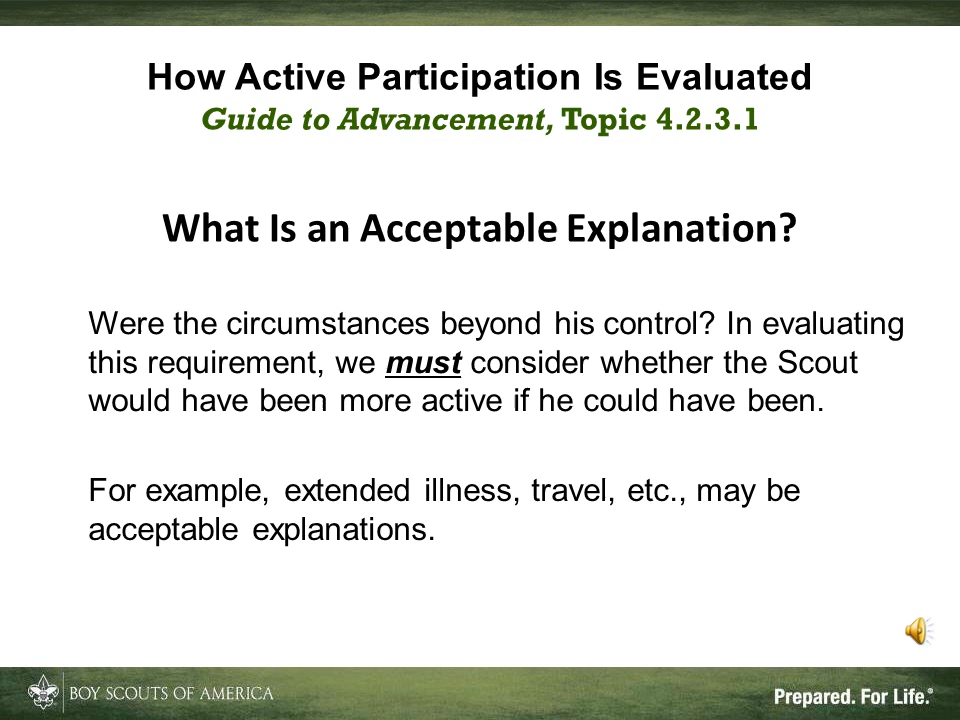 How Active Participation Is Evaluated
Guide to Advancement, Topic 4.2.3.1
What Is an Acceptable Explanation?
Were the circumstances beyond his control? In evaluating
this requirement, we must consider whether the Scout
would have been more active if he could have been.
For example, extended illness, travel, etc., may be
acceptable explanations.
BOY SCOUTS OF AMERICA
Prepared. For Life.®